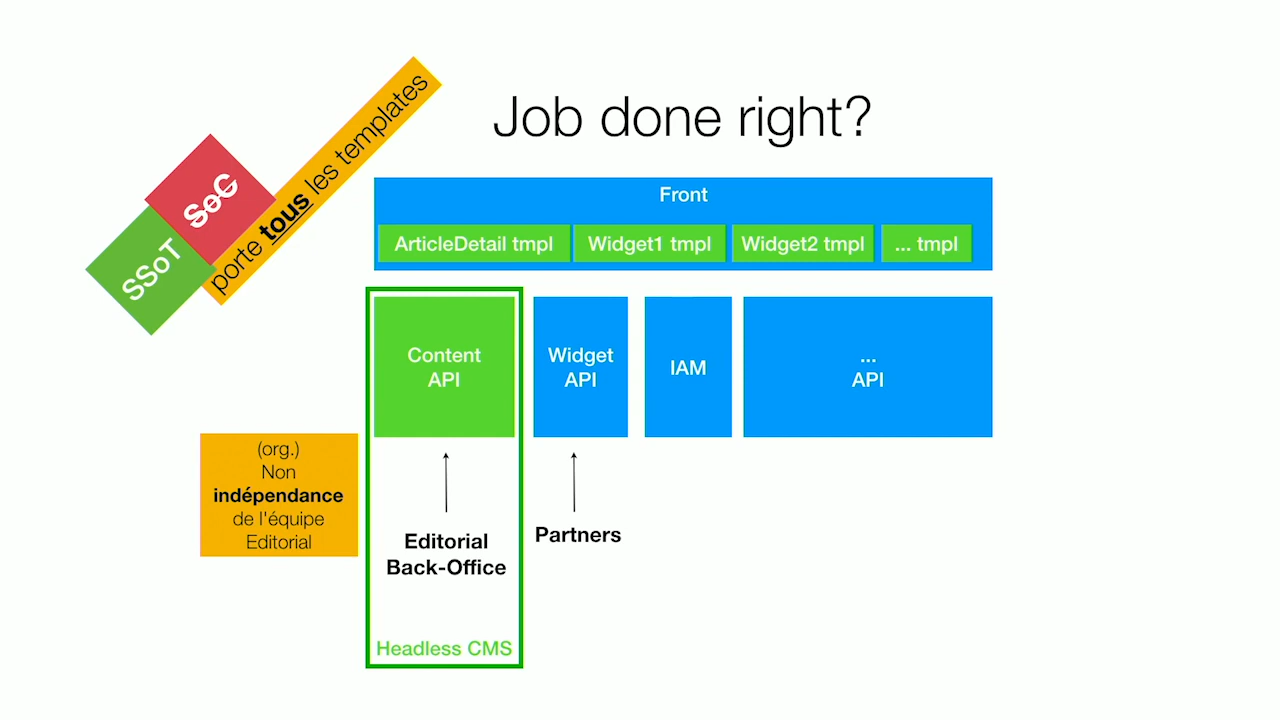 Job done right?
SSoT
SoC
porte tous les templates
Front
ArticleDetail tmpl
Widget1 tmpl
Widget2 tmpl
... tmpl
Content
API
Widget
API
IAM
...
API
(org.)
Non
indépendance
de l'équipe
Editorial
Editorial
Back-Office
Partners
Headless CMS